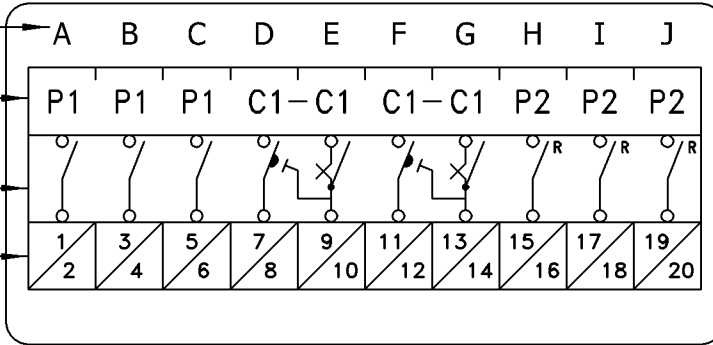 A B C D E F G H I J
P1 P1 P1 C1-C1 C1-C1 P2 P2 P2
R R R
1 3 5 7 9 11 13 15 17 19
2 4 6 8 10 12 14 16 18 20